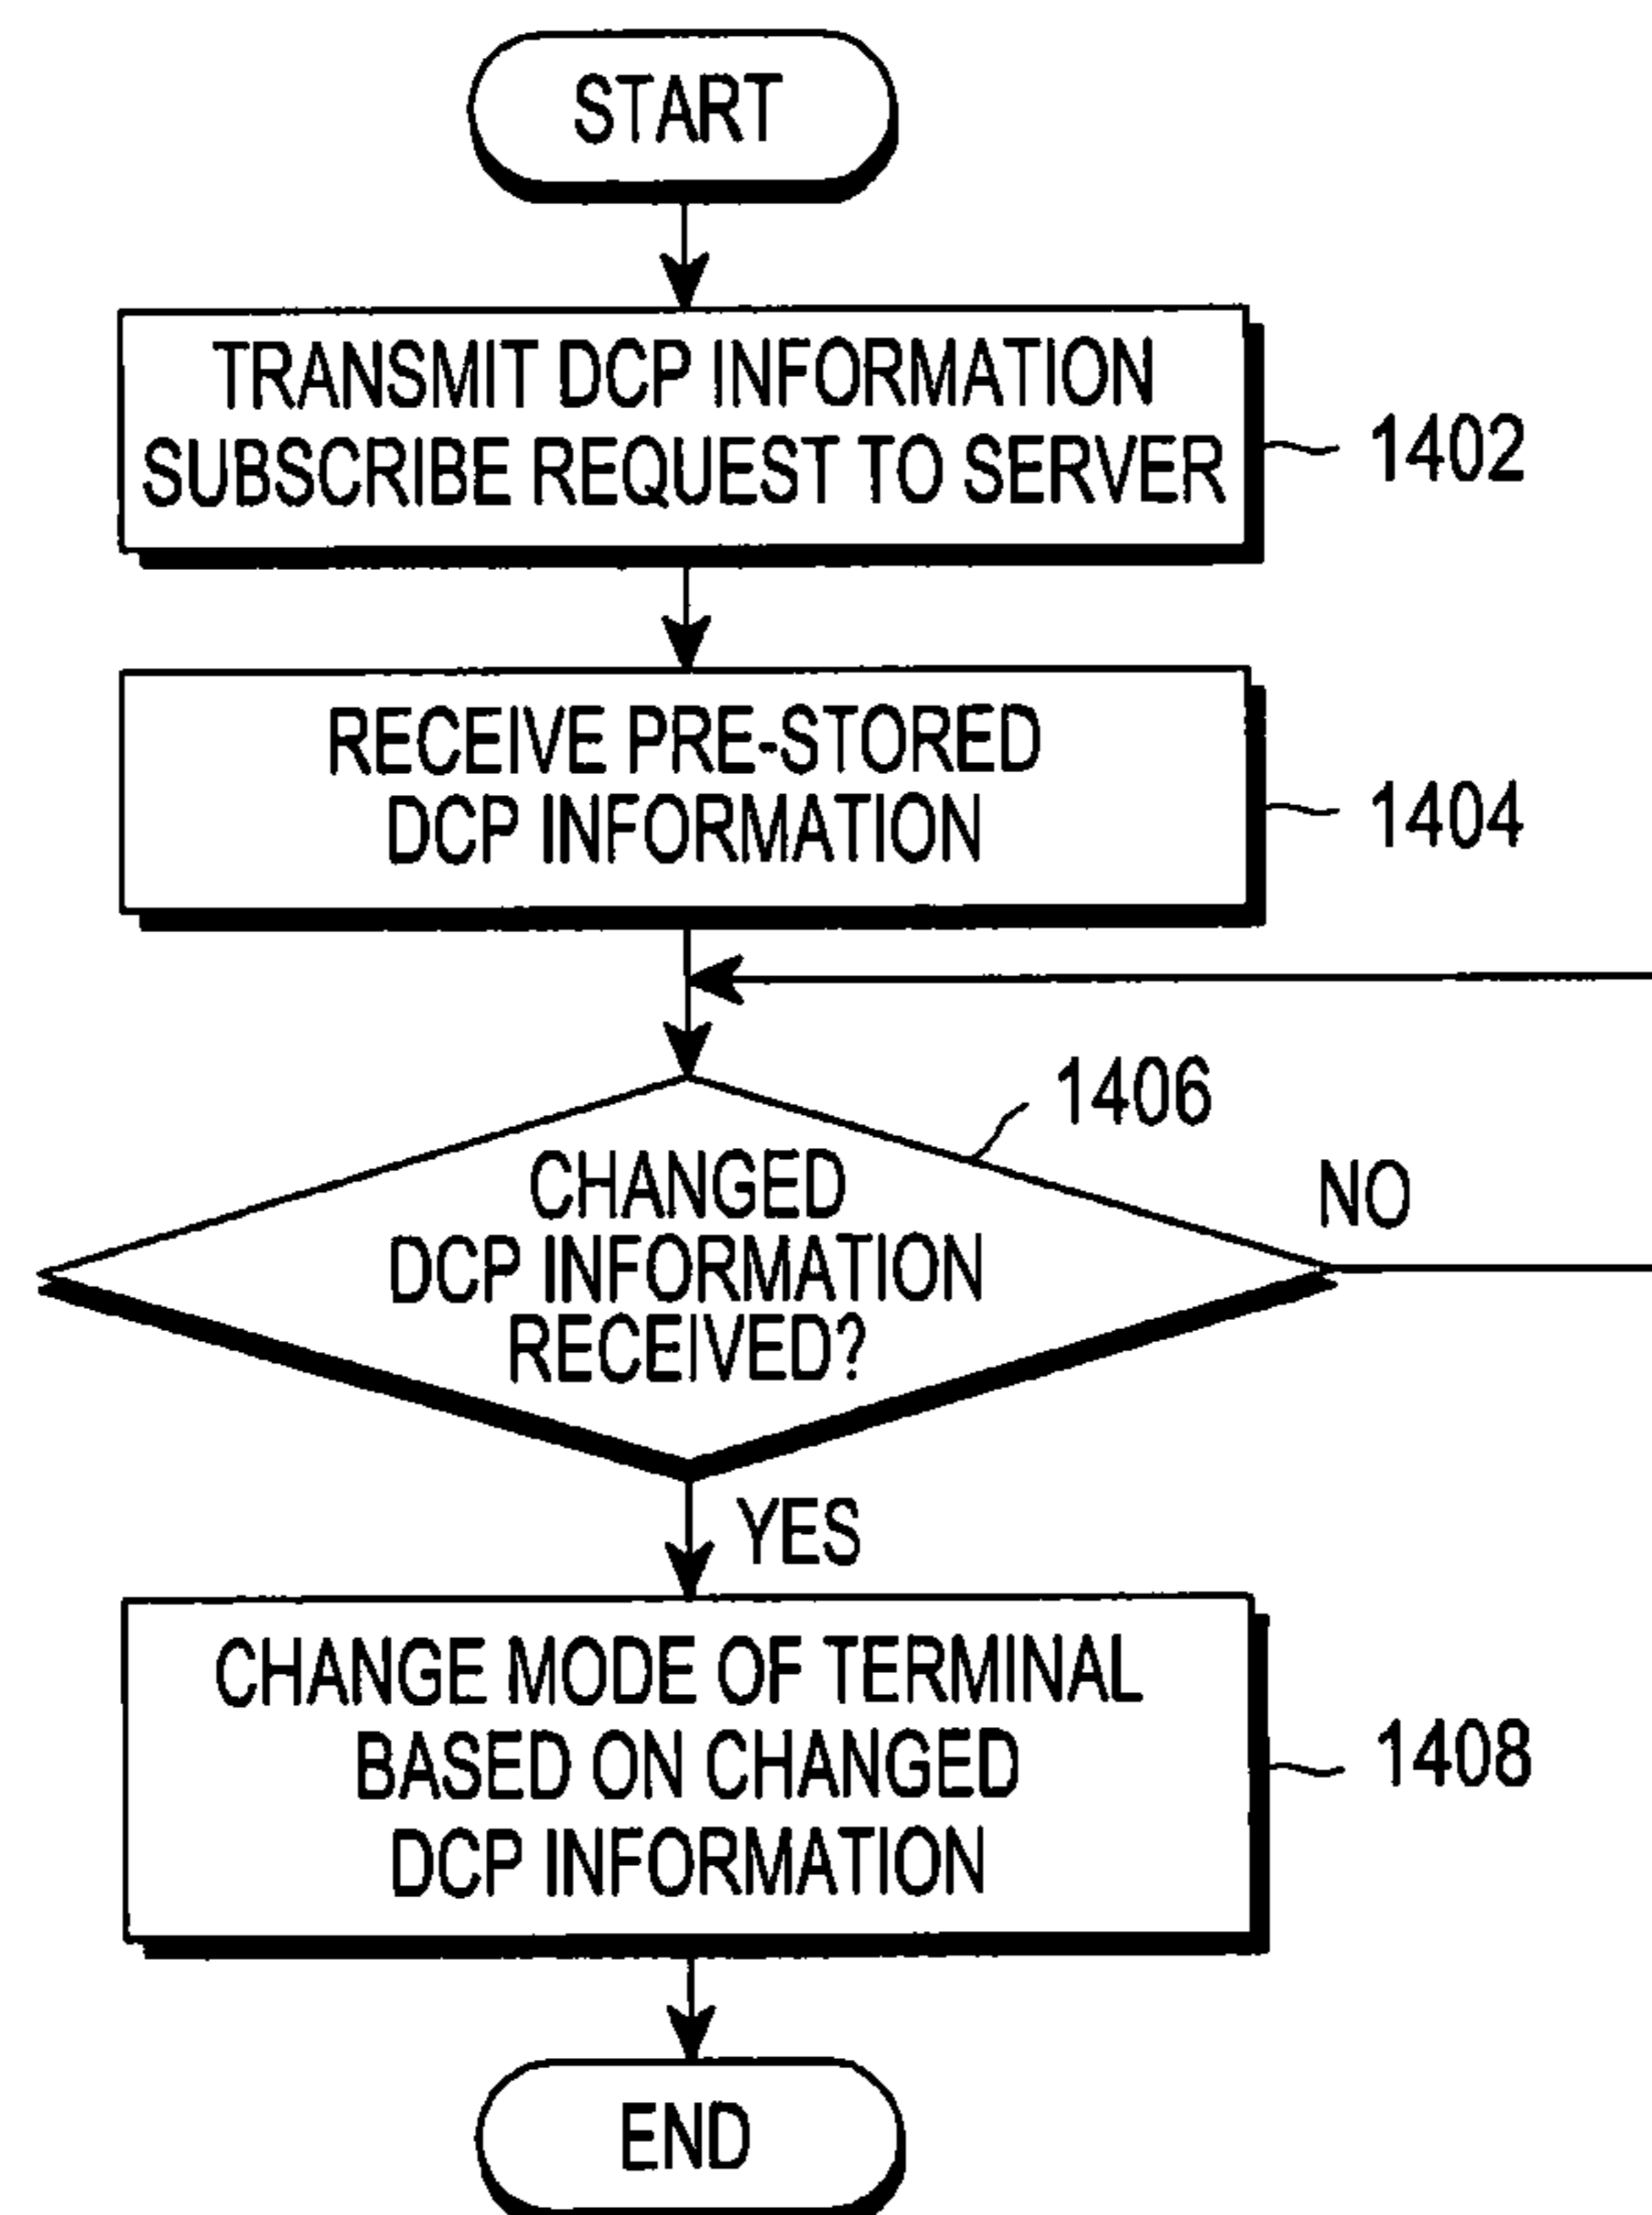 START
TRANSMIT DCP INFORMATION
SUBSCRIBE REQUEST TO SERVER
1402
RECEIVE PRE-STORED
DCP INFORMATION
1404
1406
CHANGED
DCP INFORMATION
RECEIVED?
NO
YES
CHANGE MODE OF TERMINAL
BASED ON CHANGED
DCP INFORMATION
1408
END